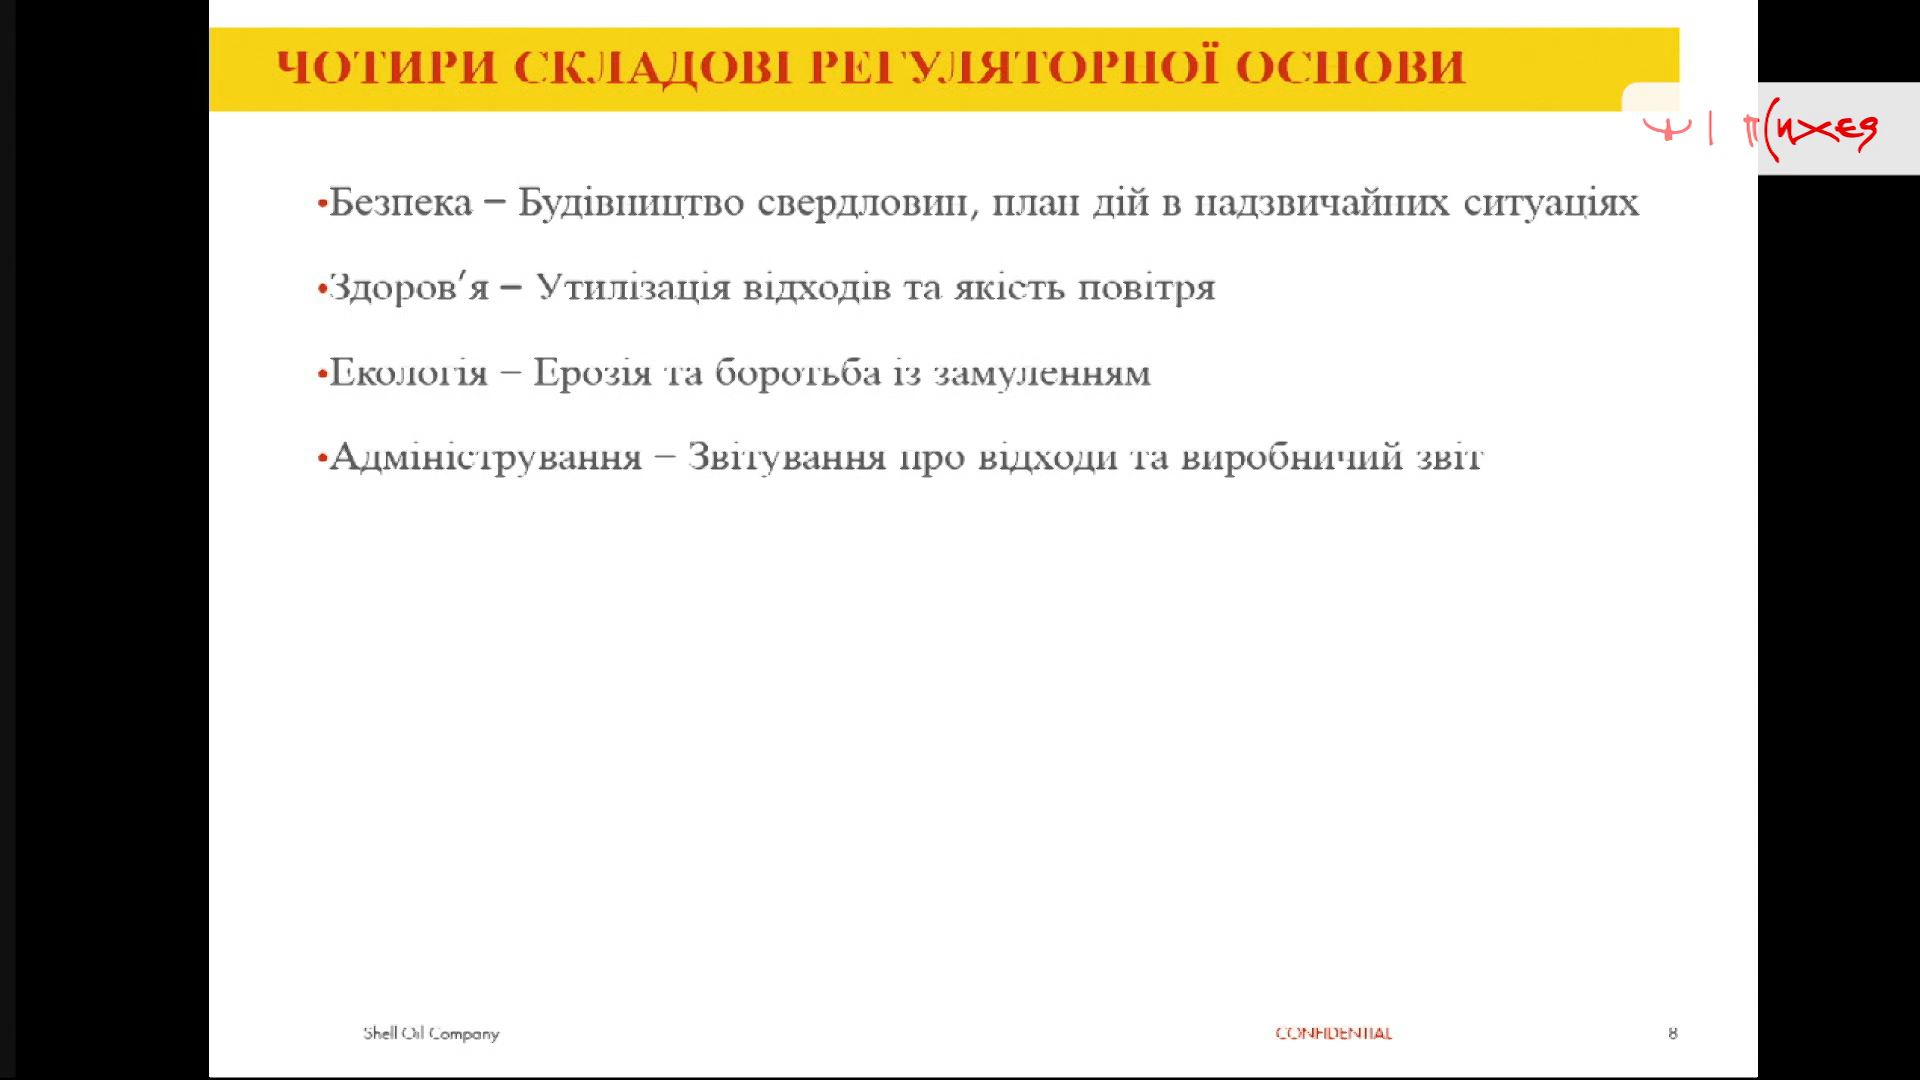 ЧОТИРИ СКЛАДОВІ РЕГУЛЯТОРНОЇ ОСНОВИ
•Безпека – Будівництво свердловин, план дій в надзвичайних ситуаціях
•Здоров’я – Утилізація відходів та якість повітря
•Екологія – Ерозія та боротьба із замуленням
•Адміністрування – Звітування про відходи та виробничий звіт
Shell Oil Company CONFIDENTIAL 8